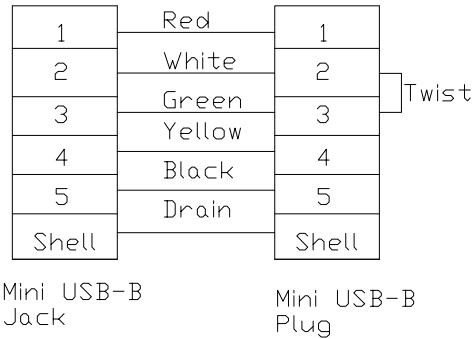 1 Red 1
2 White 2
Twist
3 Green 3
4 Yellow 4
5 Black 5
Shell Drain Shell
Mini USB-B
Jack
Mini USB-B
Plug